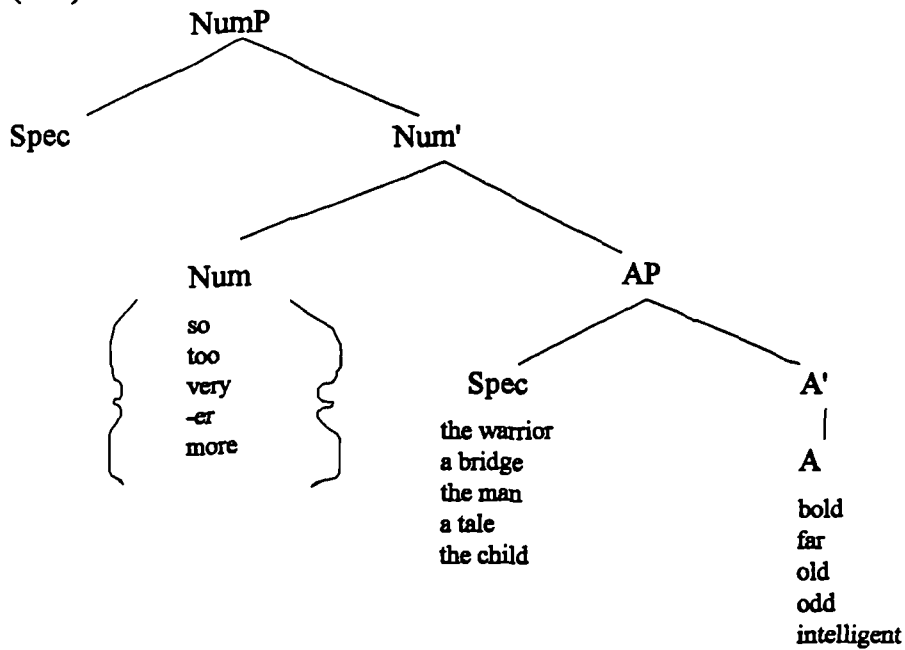 NumP
Spec
Num'
Num
AP
so
too
very
-er
more
Spec
A'
the warrior
a bridge
the man
a tale
the child
A
bold
far
old
odd
intelligent